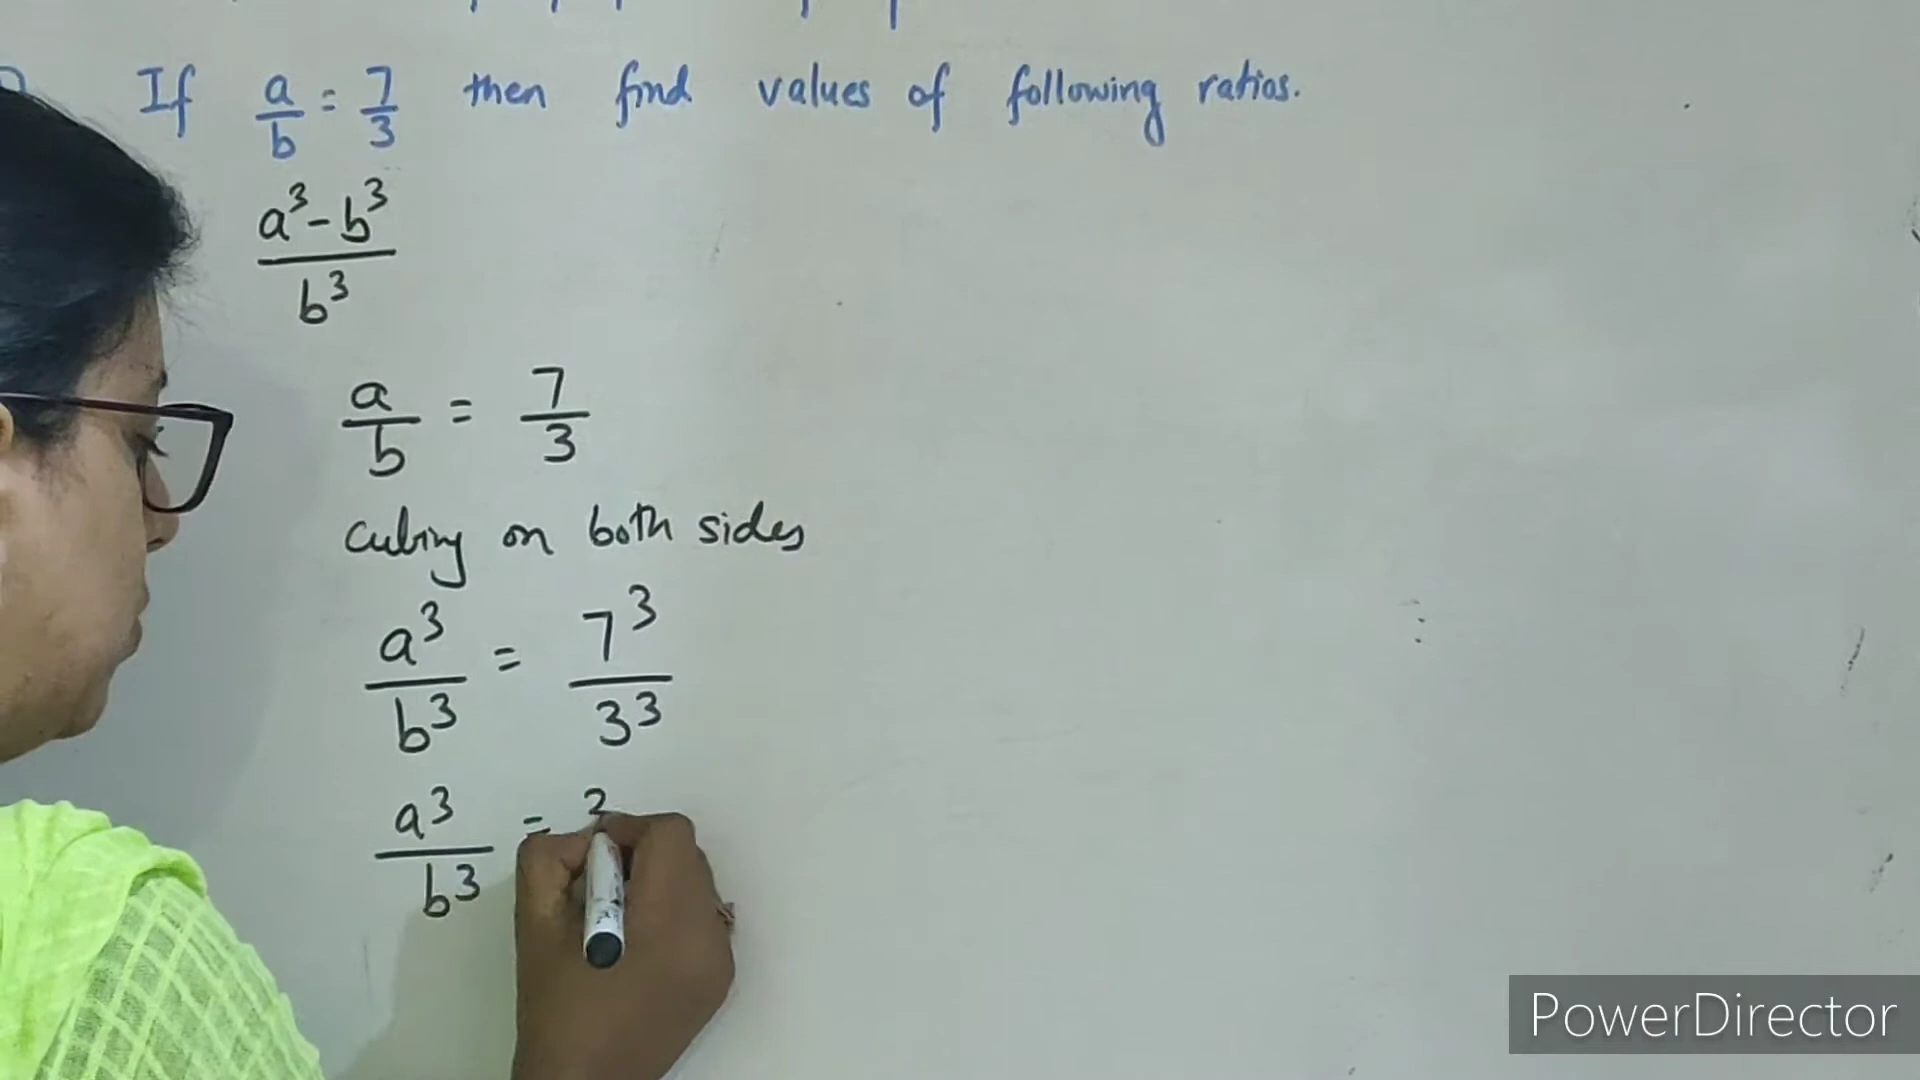 If a/b = 7/3 then find values of following ratios.
a³-b³/b³
a/b = 7/3
cubing on both sides
a³/b³ = 7³/3³
a³/b³ = 3
PowerDirector